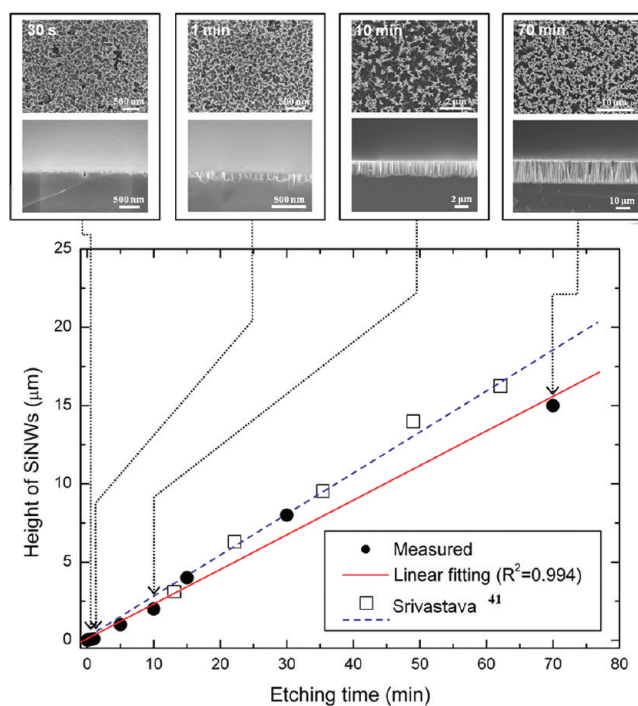 30 s
1 min
10 min
70 min
500 nm
500 nm
2 µm
10 µm
500 nm
500 nm
2 µm
10 µm
25
20
15
10
5
0
Height of SiNWs (µm)
0 10 20 30 40 50 60 70 80
Etching time (min)
Measured
Linear fitting (R²=0.994)
Srivastava 41